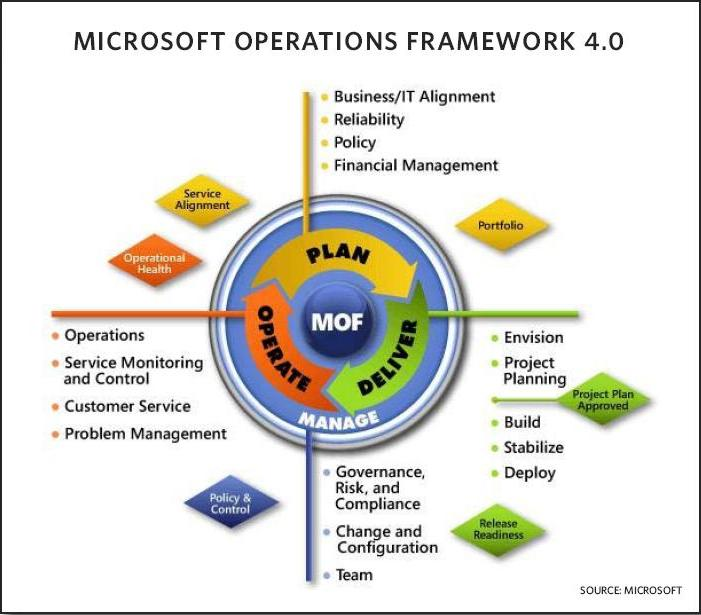 MICROSOFT OPERATIONS FRAMEWORK 4.0
Business/IT Alignment
Reliability
Policy
Financial Management
Service
Alignment
Portfolio
Operational
Health
PLAN
MOF
OPERATE
DELIVER
MANAGE
Operations
Service Monitoring
and Control
Customer Service
Problem Management
Envision
Project
Planning
Project Plan
Approved
Build
Stabilize
Deploy
Policy &
Control
Governance,
Risk, and
Compliance
Change and
Configuration
Team
Release
Readiness
SOURCE: MICROSOFT